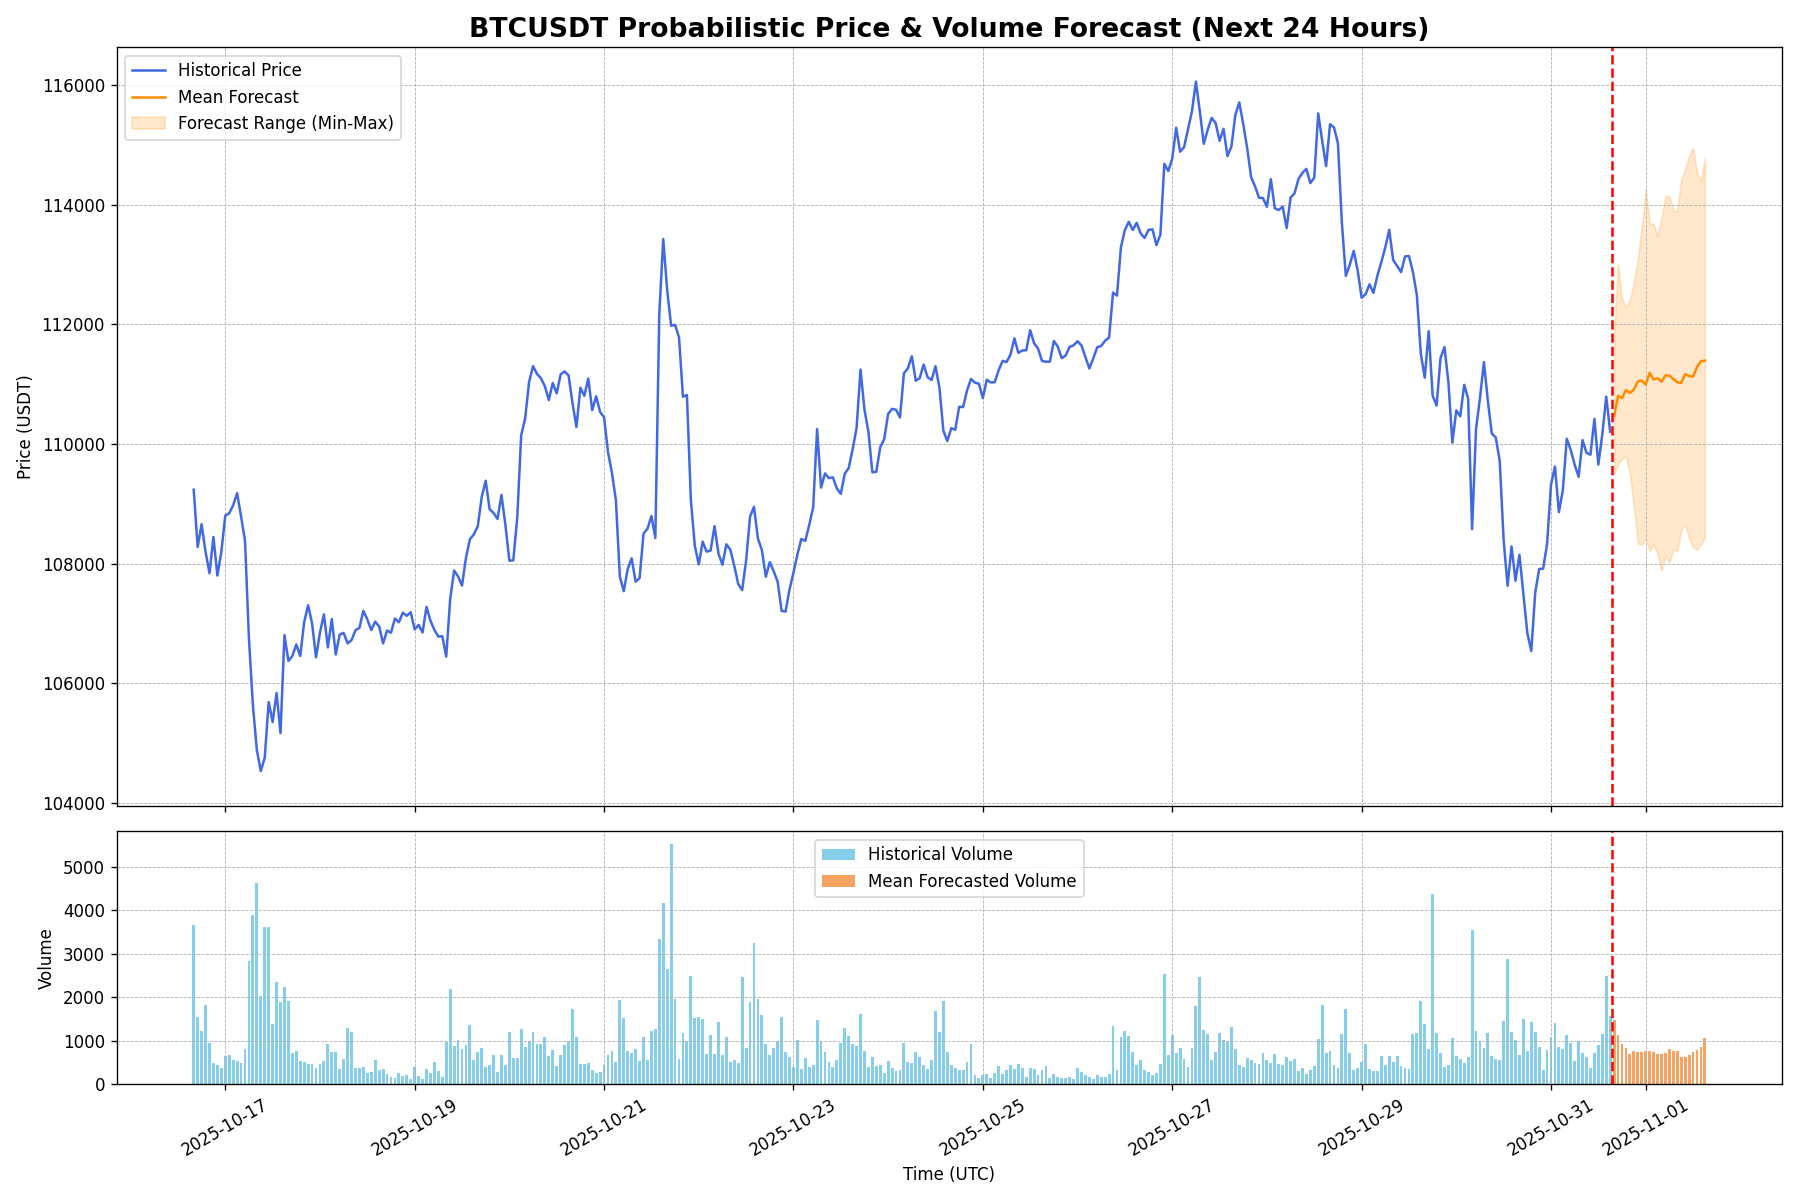 BTCUSDT Probabilistic Price & Volume Forecast (Next 24 Hours)
Historical Price
Mean Forecast
Forecast Range (Min-Max)
Price (USDT)
116000
114000
112000
110000
108000
106000
104000
Historical Volume
Mean Forecasted Volume
Volume
5000
4000
3000
2000
1000
0
2025-10-17
2025-10-19
2025-10-21
2025-10-23
2025-10-25
2025-10-27
2025-10-29
2025-10-31
2025-11-01
Time (UTC)